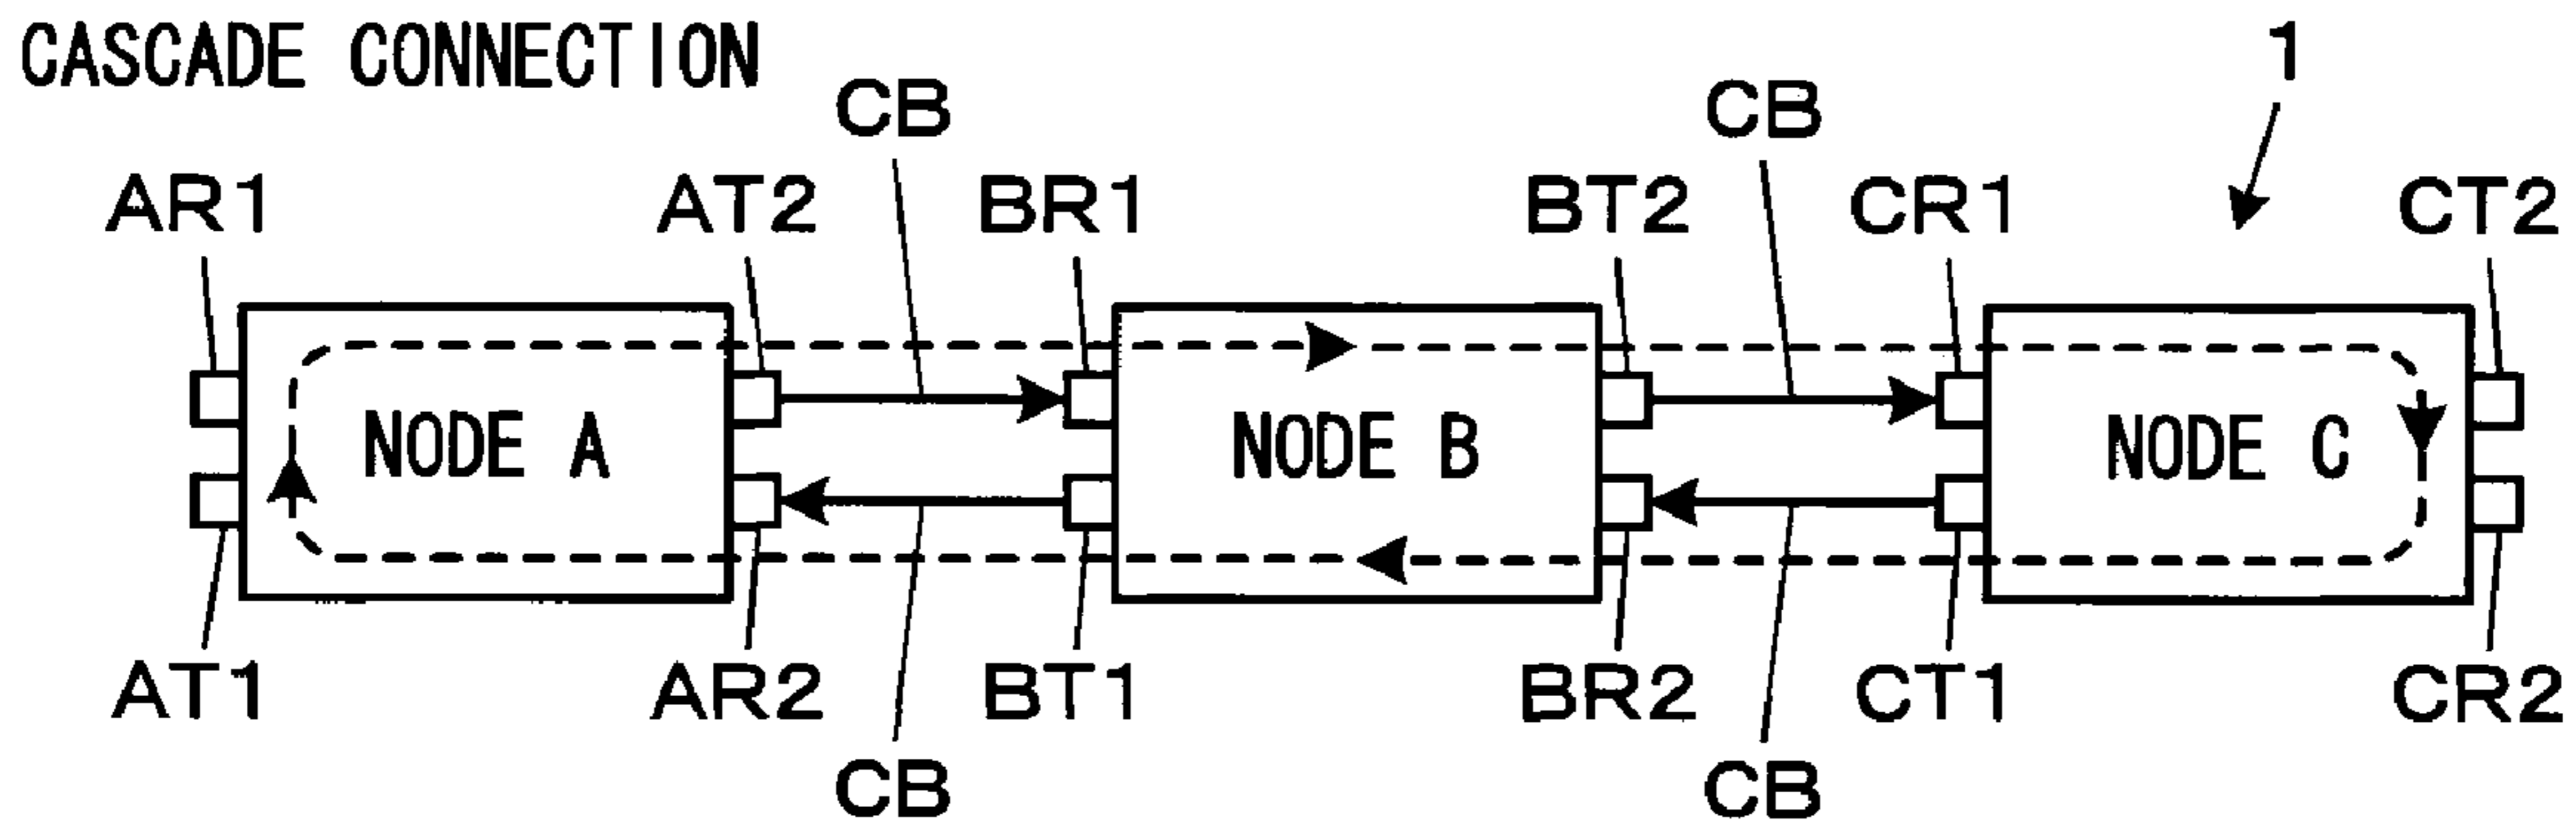 CASCADE CONNECTION
1
CB CB
AR1 AT2 BR1 BT2 CR1 CT2
NODE A NODE B NODE C
AT1 AR2 BT1 BR2 CT1 CR2
CB CB